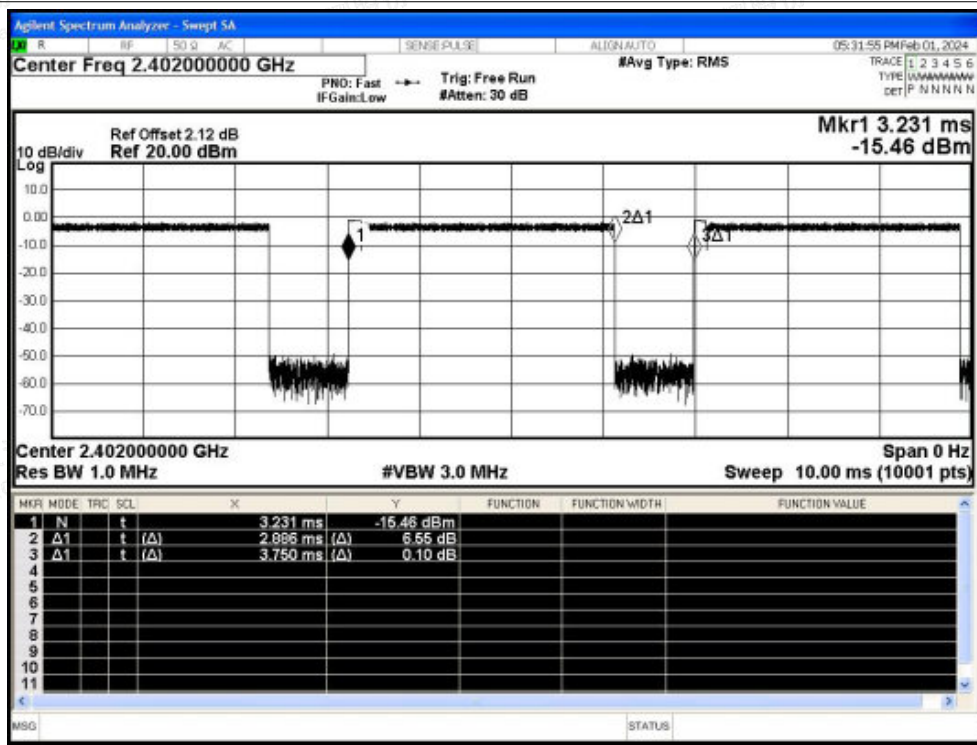 Agilent Spectrum Analyzer - Swept SA
R RF 50 Ω AC SENSE:PULSE ALIGN AUTO 05:31:55 PM Feb 01, 2024
Center Freq 2.402000000 GHz #Avg Type: RMS TRACE 1 2 3 4 5 6
PNO: Fast Trig: Free Run TYPE WWWWWW
IFGain:Low #Atten: 30 dB DET P N N N N N
Mkr1 3.231 ms
Ref Offset 2.12 dB
-15.46 dBm
10 dB/div Ref 20.00 dBm
Log
10.0
0.00
2Δ1
1
3Δ1
-10.0
-20.0
-30.0
-40.0
-50.0
-60.0
-70.0
Center 2.402000000 GHz Span 0 Hz
Res BW 1.0 MHz #VBW 3.0 MHz Sweep 10.00 ms (10001 pts)
MKR MODE TRC SCL X Y FUNCTION FUNCTION WIDTH FUNCTION VALUE
1 N t 3.231 ms -15.46 dBm
2 Δ1 t (Δ) 2.886 ms (Δ) 6.55 dB
3 Δ1 t (Δ) 3.750 ms (Δ) 0.10 dB
4
5
6
7
8
9
10
11
MSG STATUS